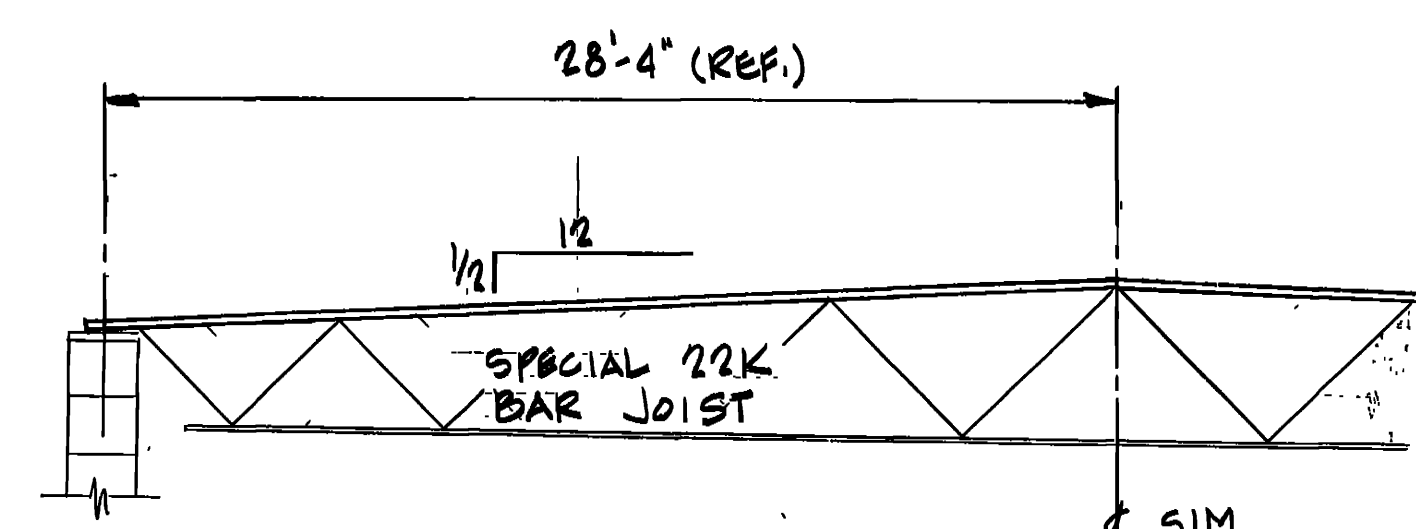 28'-4" (REF.)
12
1/2
SPECIAL 22K
BAR JOIST
℄ SIM